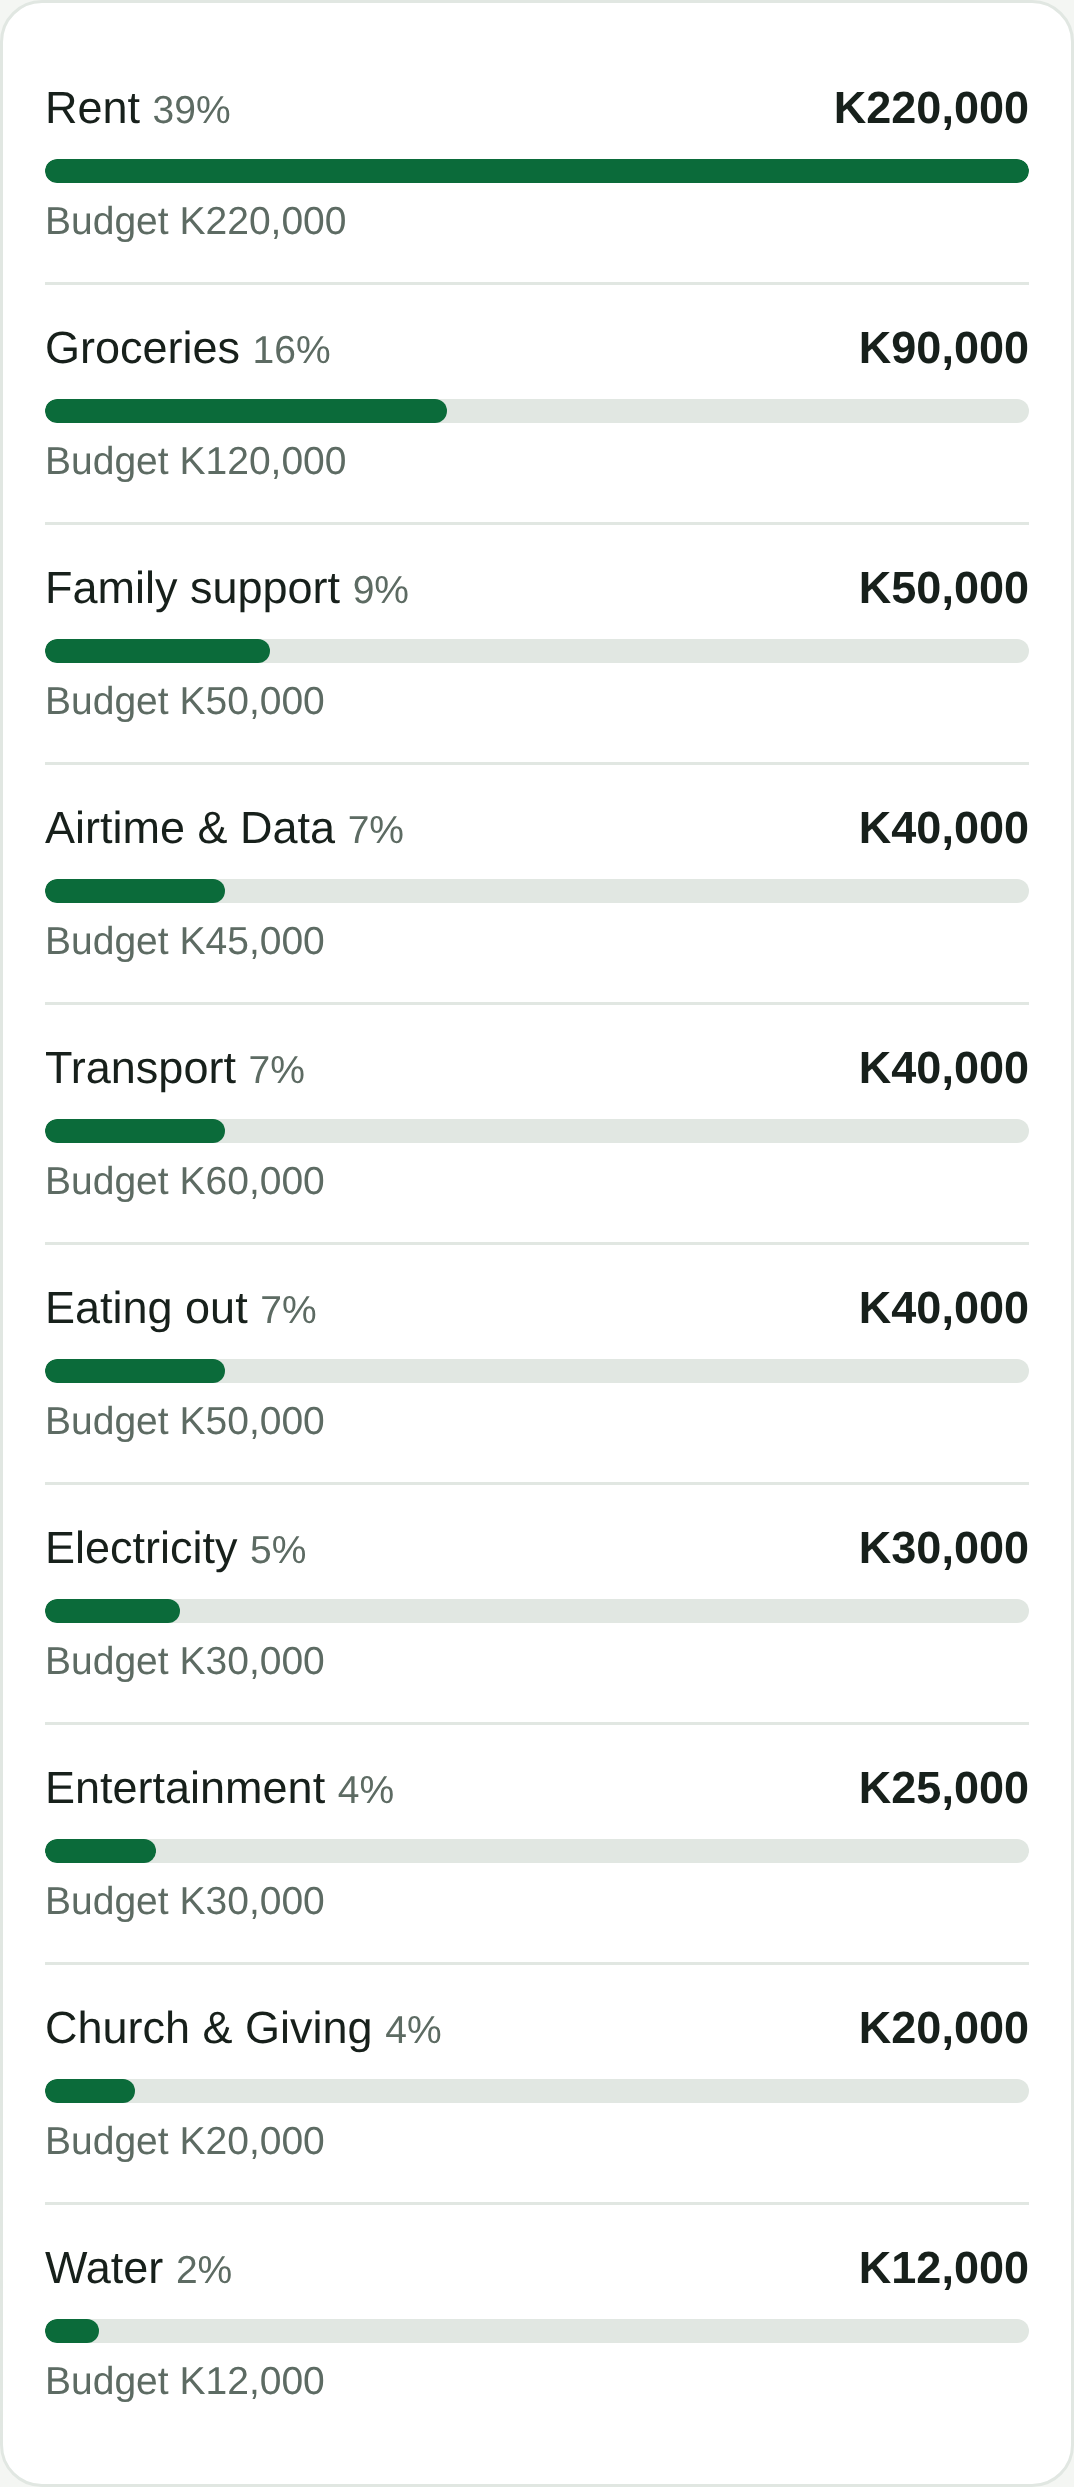 Rent 39% K220,000
Budget K220,000
Groceries 16% K90,000
Budget K120,000
Family support 9% K50,000
Budget K50,000
Airtime & Data 7% K40,000
Budget K45,000
Transport 7% K40,000
Budget K60,000
Eating out 7% K40,000
Budget K50,000
Electricity 5% K30,000
Budget K30,000
Entertainment 4% K25,000
Budget K30,000
Church & Giving 4% K20,000
Budget K20,000
Water 2% K12,000
Budget K12,000